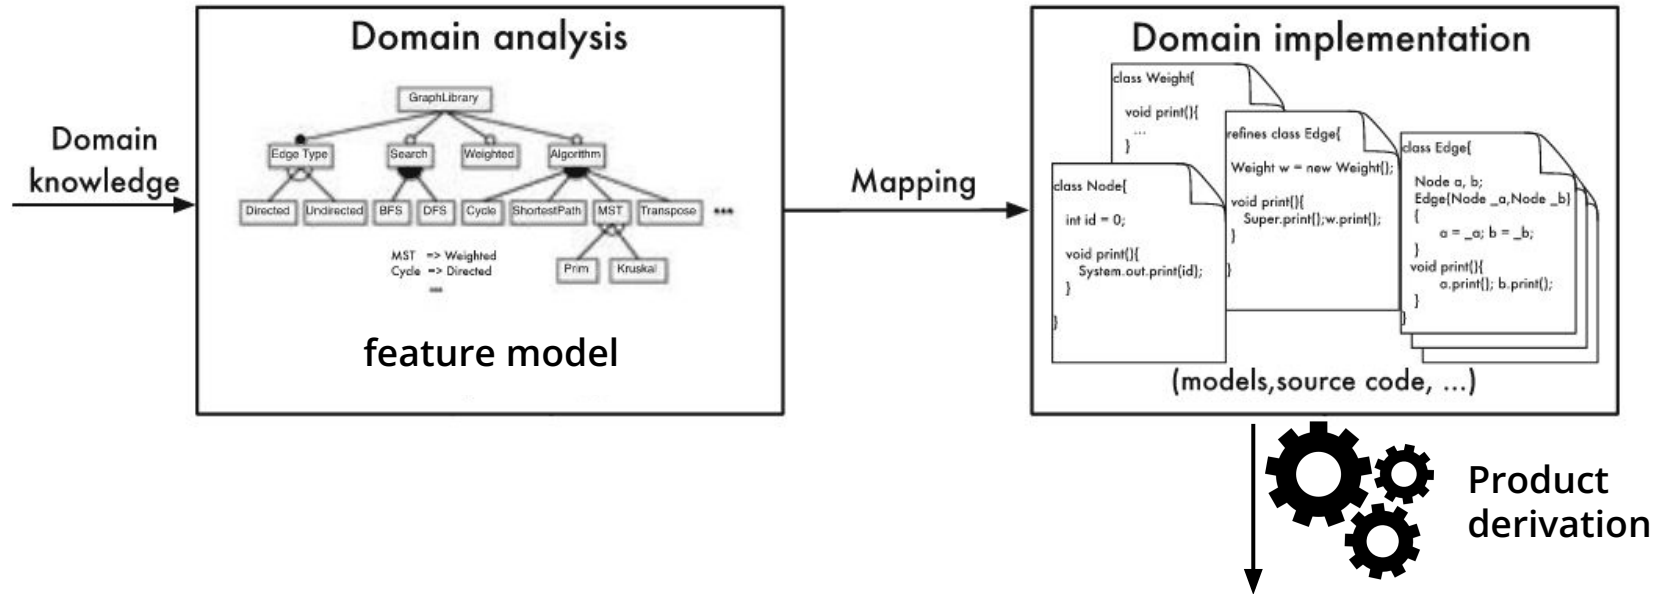 Domain
knowledge
Domain analysis
GraphLibrary
Edge Type
Search
Weighted
Algorithm
Directed
Undirected
BFS
DFS
Cycle
ShortestPath
MST
Transpose
***
MST => Weighted
Cycle => Directed
***
Prim
Kruskal
feature model
Mapping
Domain implementation
class Weight{
void print(){
...
}
refines class Edge{
Weight w = new Weight();
void print(){
Super.print();w.print();
}
}
class Edge{
Node a, b;
Edge(Node _a,Node _b)
{
a = _a; b = _b;
}
void print(){
a.print(); b.print();
}
}
class Node{
int id = 0;
void print(){
System.out.print(id);
}
}
(models,source code, ...)
Product
derivation